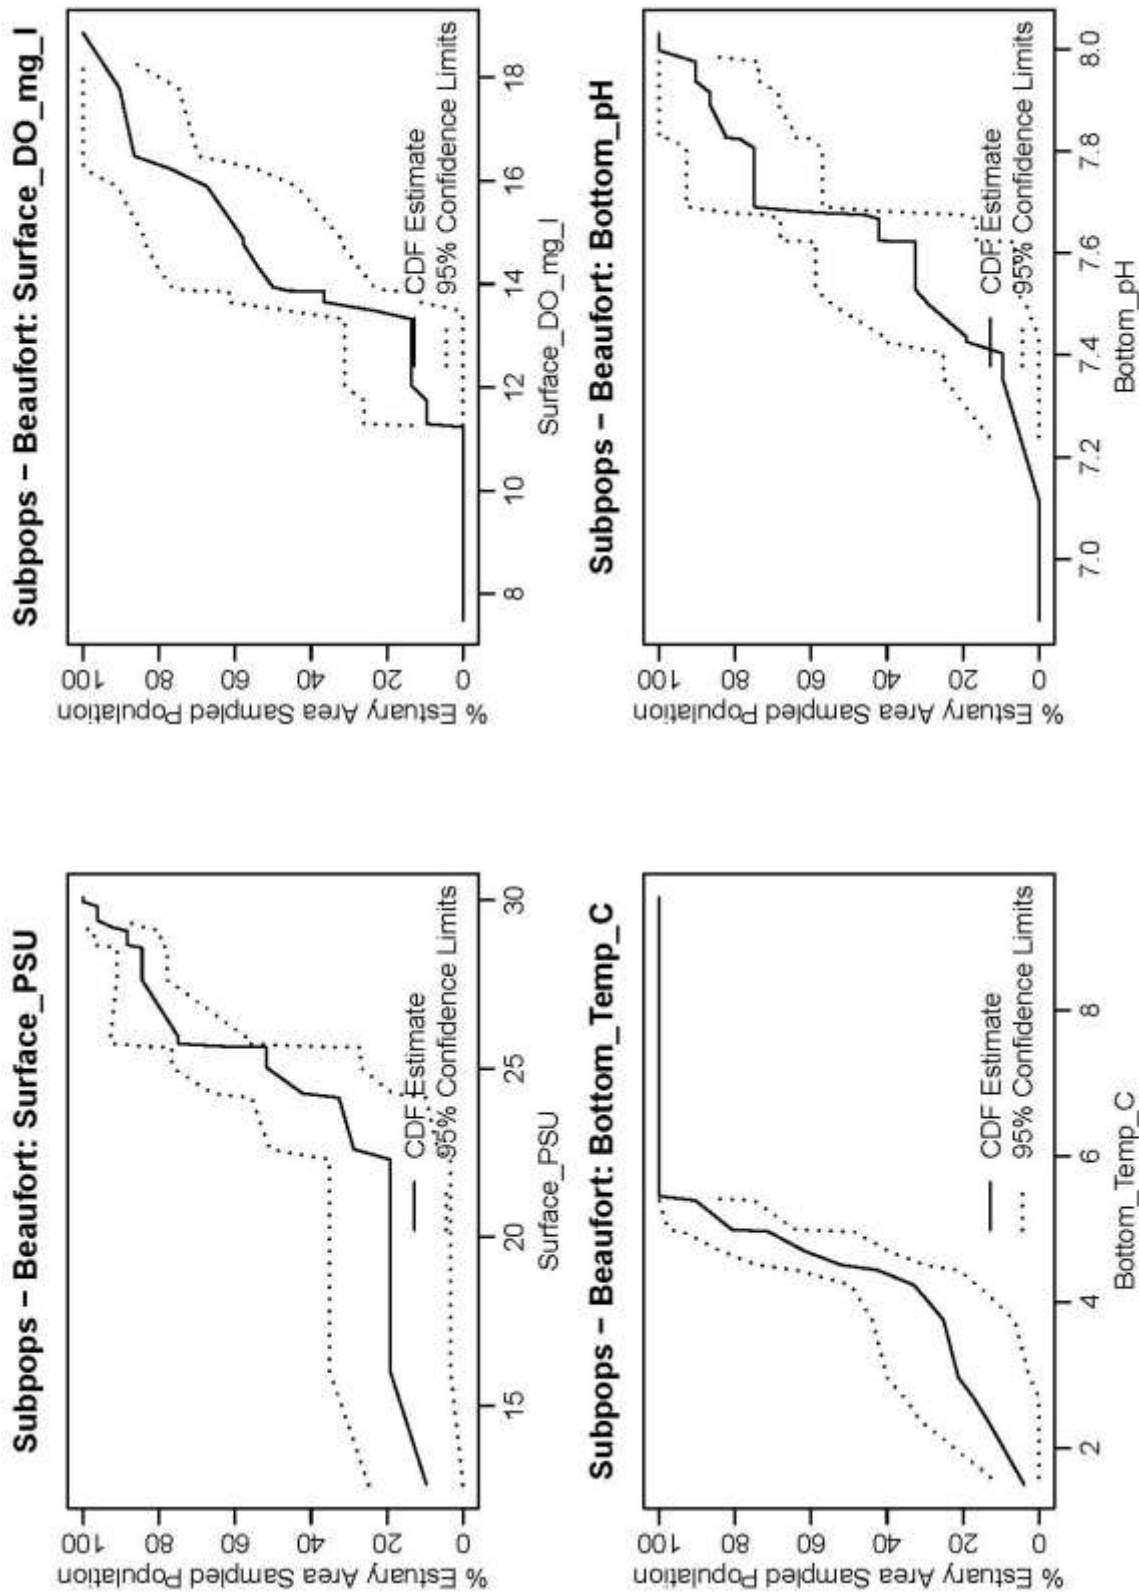 Subpops – Beaufort: Surface_PSU
% Estuary Area Sampled Population
0
20
40
60
80
100
CDF Estimate
95% Confidence Limits
15
20
25
30
Surface_PSU
Subpops – Beaufort: Surface_DO_mg_l
% Estuary Area Sampled Population
0
20
40
60
80
100
CDF Estimate
95% Confidence Limits
8
10
12
14
16
18
Surface_DO_mg_l
Subpops – Beaufort: Bottom_Temp_C
% Estuary Area Sampled Population
0
20
40
60
80
100
CDF Estimate
95% Confidence Limits
2
4
6
8
Bottom_Temp_C
Subpops – Beaufort: Bottom_pH
% Estuary Area Sampled Population
0
20
40
60
80
100
CDF Estimate
95% Confidence Limits
7.0
7.2
7.4
7.6
7.8
8.0
Bottom_pH